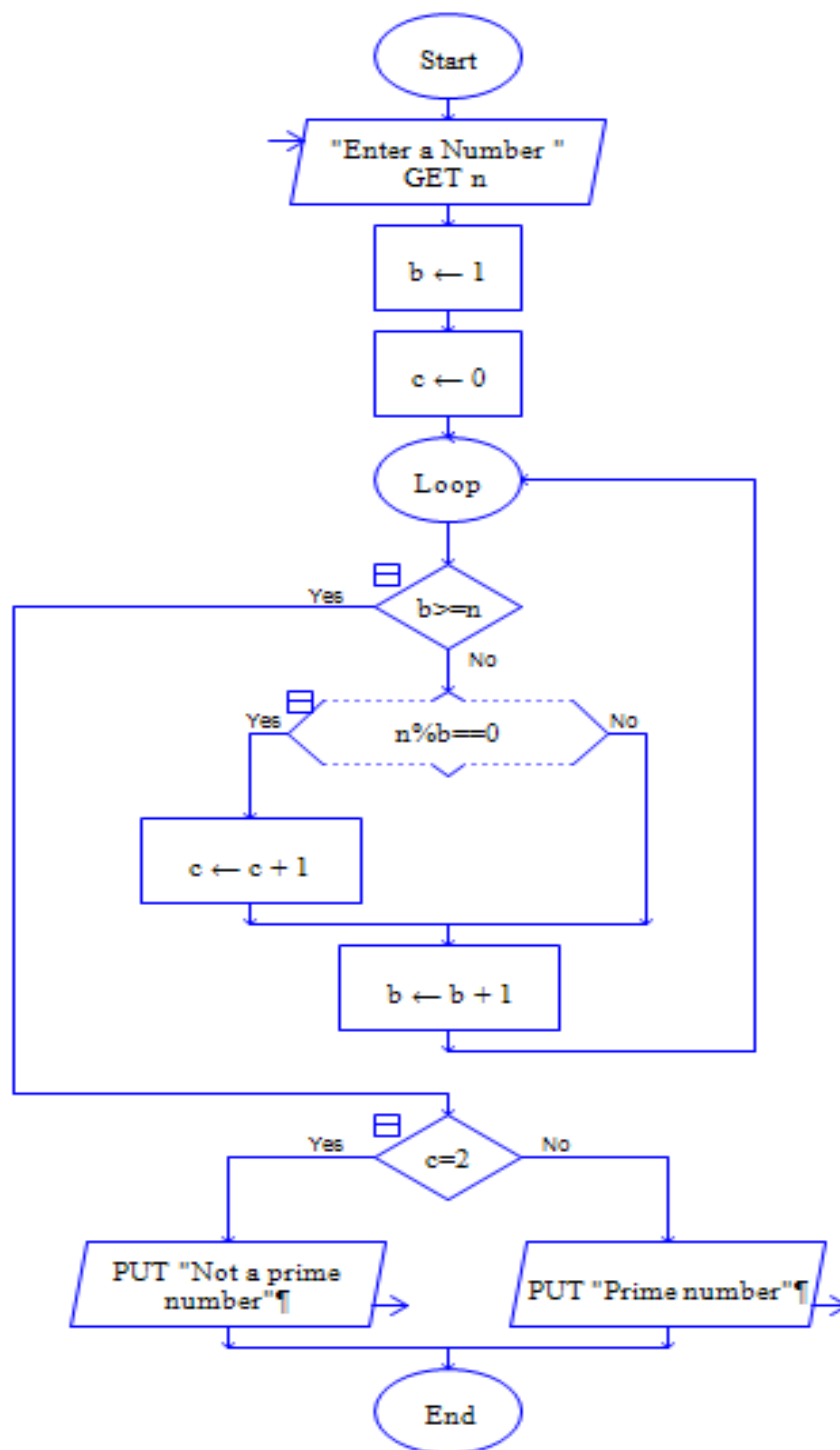 Start
"Enter a Number "
GET n
b ← 1
c ← 0
Loop
Yes
b>=n
No
Yes
n%b==0
No
c ← c + 1
b ← b + 1
Yes
c=2
No
PUT "Not a prime
number"¶
PUT "Prime number"¶
End